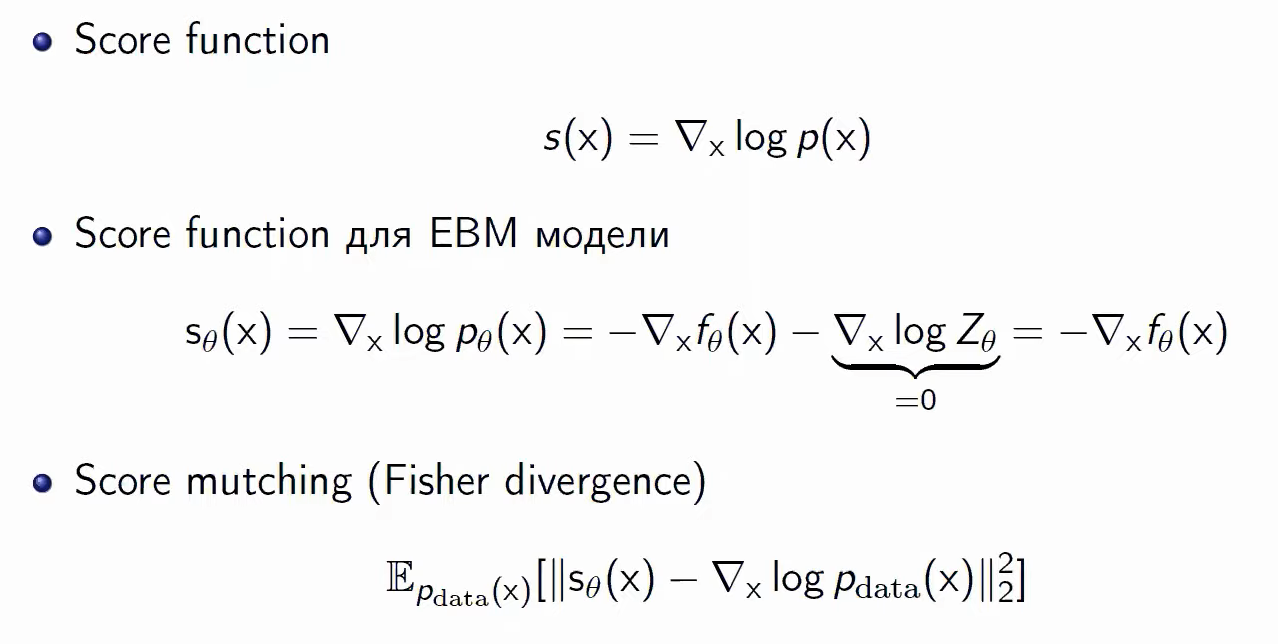 • Score function
s(x) = ∇ₓ log p(x)
• Score function для EBM модели
s_θ(x) = ∇ₓ log p_θ(x) = −∇ₓf_θ(x) − ∇ₓ log Z_θ = −∇ₓf_θ(x)
=0
• Score mutching (Fisher divergence)
𝔼_{p_data(x)}[‖s_θ(x) − ∇ₓ log p_data(x)‖₂²]